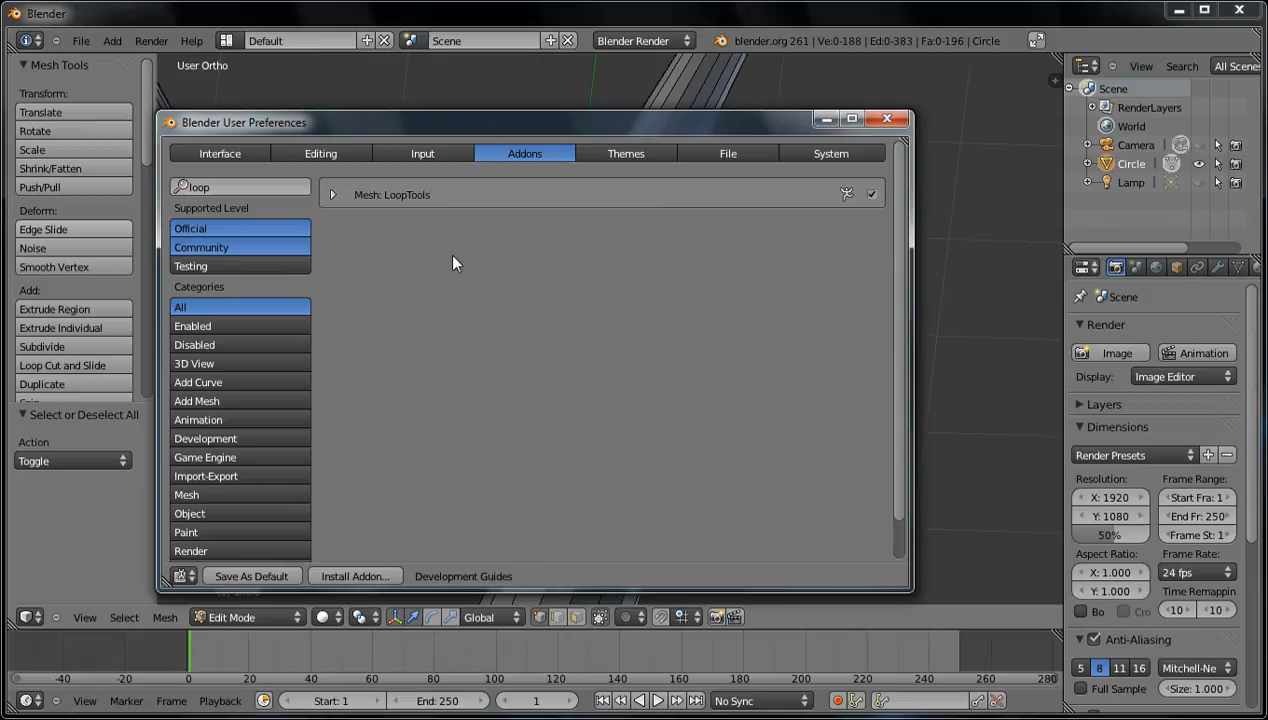 Blender
File Add Render Help Default Scene Blender Render blender.org 261 | Ve:0-188 | Ed:0-383 | Fa:0-196 | Circle
Mesh Tools
Transform:
Translate
Rotate
Scale
Shrink/Fatten
Push/Pull
Deform:
Edge Slide
Noise
Smooth Vertex
Add:
Extrude Region
Extrude Individual
Subdivide
Loop Cut and Slide
Duplicate
Select or Deselect All
Action
Toggle
User Ortho
Blender User Preferences
Interface Editing Input Addons Themes File System
loop
Mesh: LoopTools
Supported Level
Official
Community
Testing
Categories
All
Enabled
Disabled
3D View
Add Curve
Add Mesh
Animation
Development
Game Engine
Import-Export
Mesh
Object
Paint
Render
Save As Default Install Addon... Development Guides
View Search All Scenes
Scene
RenderLayers
World
Camera
Circle
Lamp
Scene
Render
Image Animation
Display: Image Editor
Layers
Dimensions
Render Presets
Resolution: Frame Range:
X: 1920 Start Fra: 1
Y: 1080 End Fr: 250
50% Frame St: 1
Aspect Ratio: Frame Rate:
X: 1.000 24 fps
Y: 1.000 Time Remappin
Bo Cro 10 10
Anti-Aliasing
5 8 11 16 Mitchell-Ne
Full Sample Size: 1.000
View Select Mesh Edit Mode Global
-40 -20 0 20 40 60 80 100 120 140 160 180 200 220 240 260 280
View Marker Frame Playback Start: 1 End: 250 1 No Sync